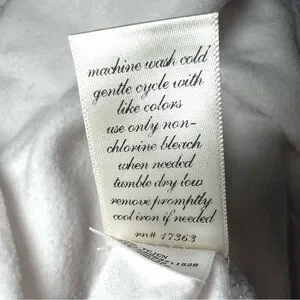 machine wash cold
gentle cycle with
like colors
use only non-
chlorine bleach
when needed
tumble dry low
remove promptly
cool iron if needed
rn# 17363